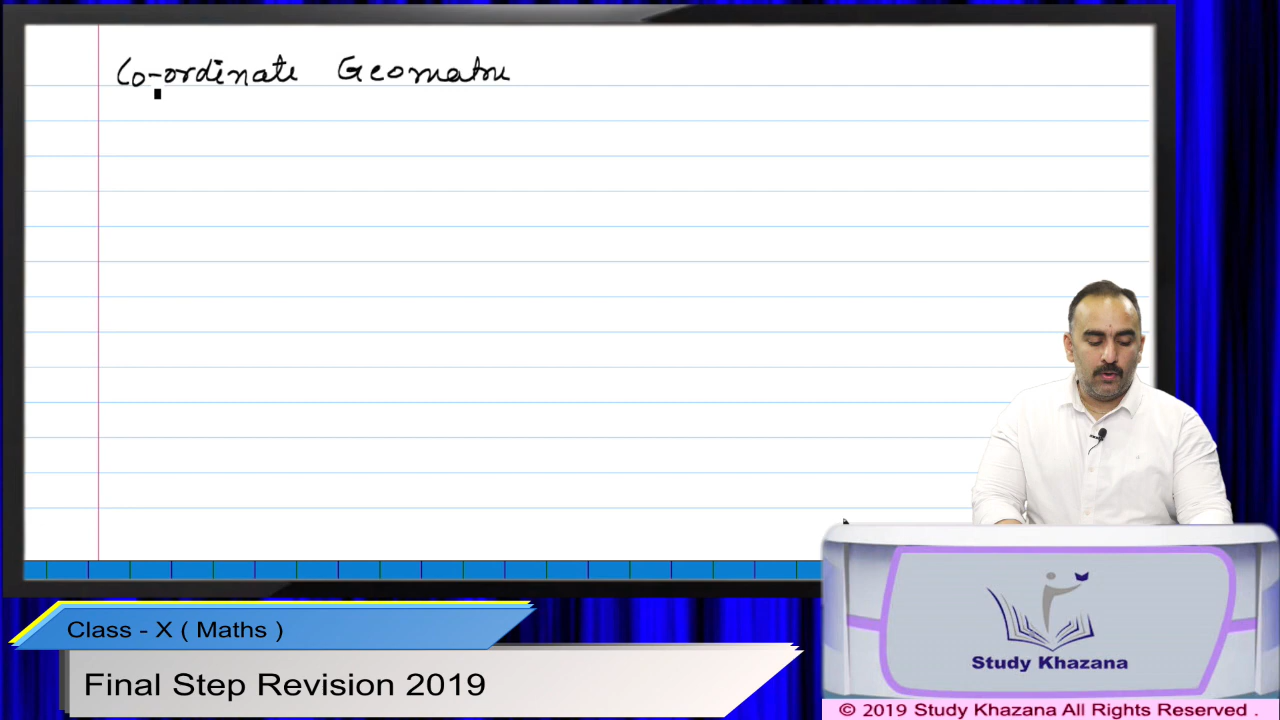 Co-ordinate Geomatru
Class - X ( Maths )
Final Step Revision 2019
Study Khazana
© 2019 Study Khazana All Rights Reserved .